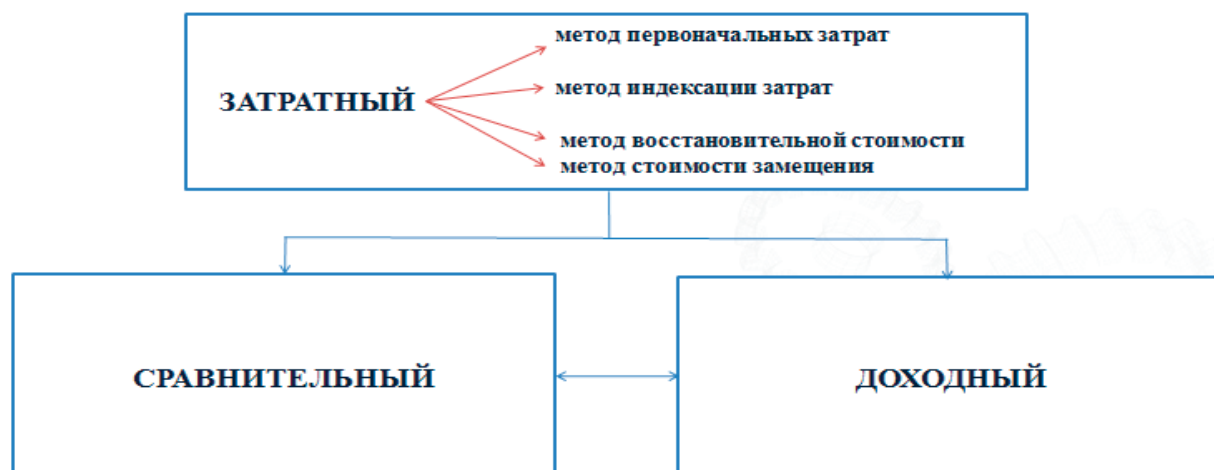 метод первоначальных затрат
ЗАТРАТНЫЙ
метод индексации затрат
метод восстановительной стоимости
метод стоимости замещения
СРАВНИТЕЛЬНЫЙ
ДОХОДНЫЙ